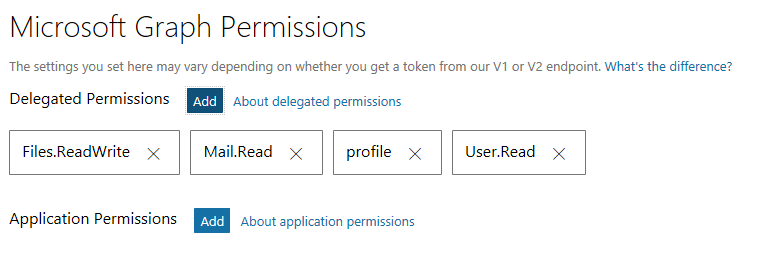 Microsoft Graph Permissions
The settings you set here may vary depending on whether you get a token from our V1 or V2 endpoint. What's the difference?
Delegated Permissions Add About delegated permissions
Files.ReadWrite Mail.Read profile User.Read
Application Permissions Add About application permissions